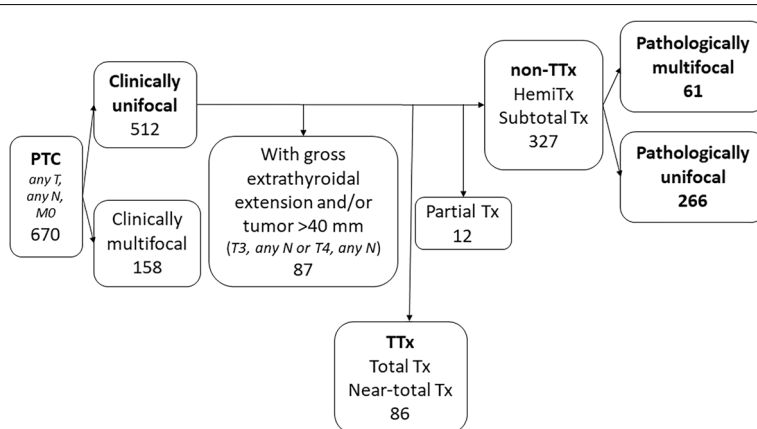 PTC
any T,
any N,
M0
670
Clinically
unifocal
512
Clinically
multifocal
158
With gross
extrathyroidal
extension and/or
tumor >40 mm
(T3, any N or T4, any N)
87
TTx
Total Tx
Near-total Tx
86
Partial Tx
12
non-TTx
HemiTx
Subtotal Tx
327
Pathologically
multifocal
61
Pathologically
unifocal
266